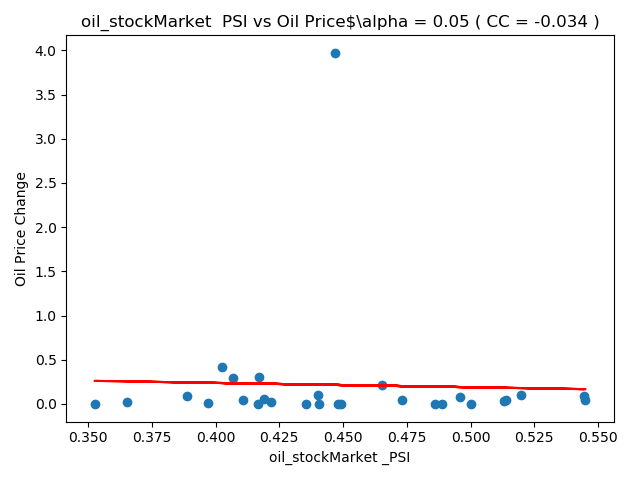 oil_stockMarket  PSI vs Oil Price$\alpha = 0.05 ( CC = -0.034 )
4.0
3.5
3.0
2.5
2.0
1.5
1.0
0.5
0.0
Oil Price Change
0.350 0.375 0.400 0.425 0.450 0.475 0.500 0.525 0.550
oil_stockMarket _PSI